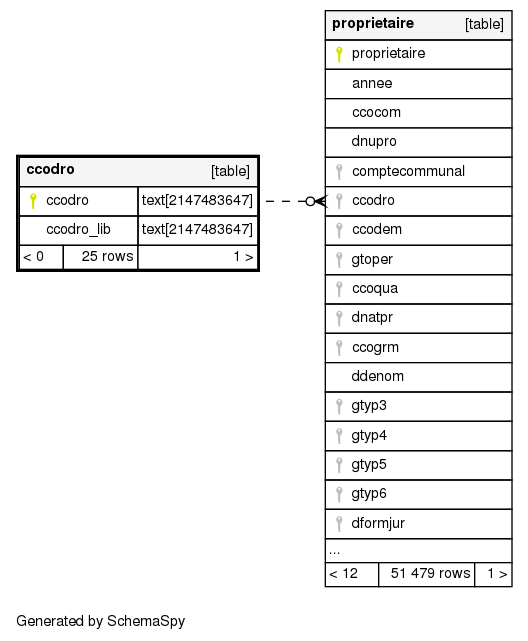 ccodro [table]
ccodro text[2147483647]
ccodro_lib text[2147483647]
< 0 25 rows 1 >
proprietaire [table]
proprietaire
annee
ccocom
dnupro
comptecommunal
ccodro
ccodem
gtoper
ccoqua
dnatpr
ccogrm
ddenom
gtyp3
gtyp4
gtyp5
gtyp6
dformjur
...
< 12 51 479 rows 1 >
Generated by SchemaSpy